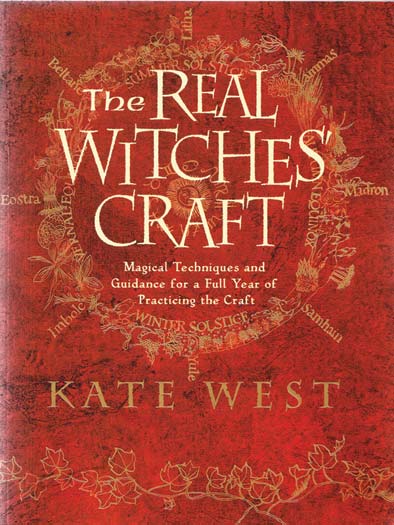 The REAL
WITCHES'
CRAFT
Magical Techniques and
Guidance for a Full Year of
Practicing the Craft
KATE WEST
Litha
Lammas
Madron
Samhain
Yule
Imbolc
Eostra
Beltane
SUMMER SOLSTICE
WINTER SOLSTICE